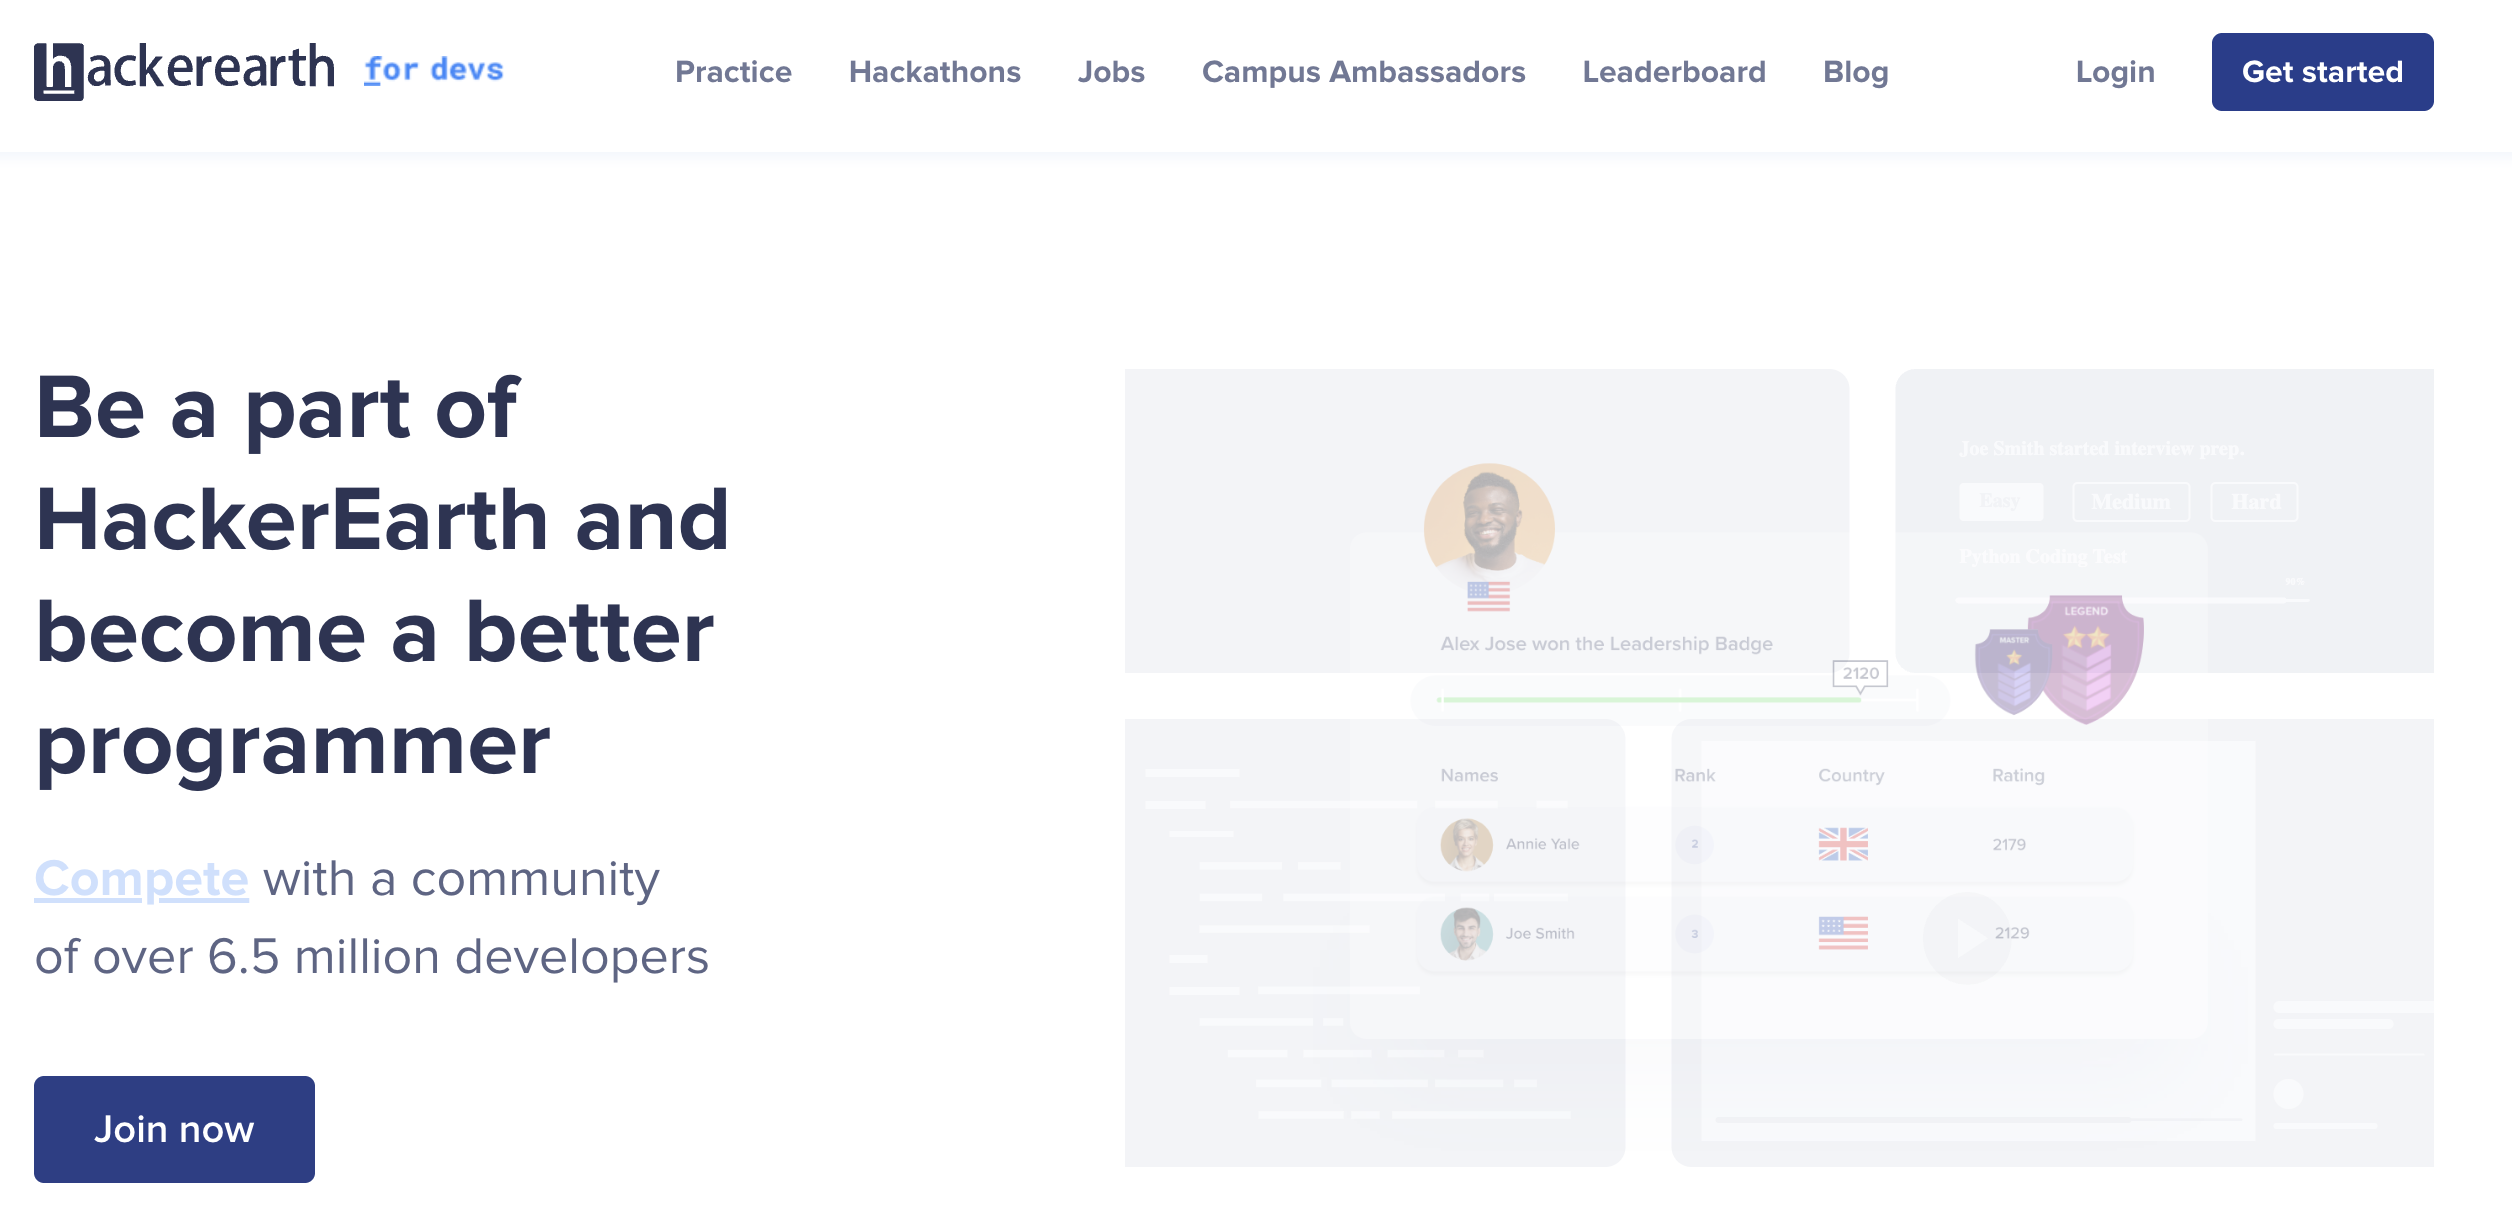 hackerearth for devs Practice Hackathons Jobs Campus Ambassadors Leaderboard Blog Login Get started
Be a part of
HackerEarth and
become a better
programmer
Compete with a community
of over 6.5 million developers
Join now
Joe Smith started interview prep.
Easy Medium Hard
Python Coding Test
LEGEND
MASTER
Alex Jose won the Leadership Badge
2120
Names Rank Country Rating
Annie Yale 2 2179
Joe Smith 3 2129